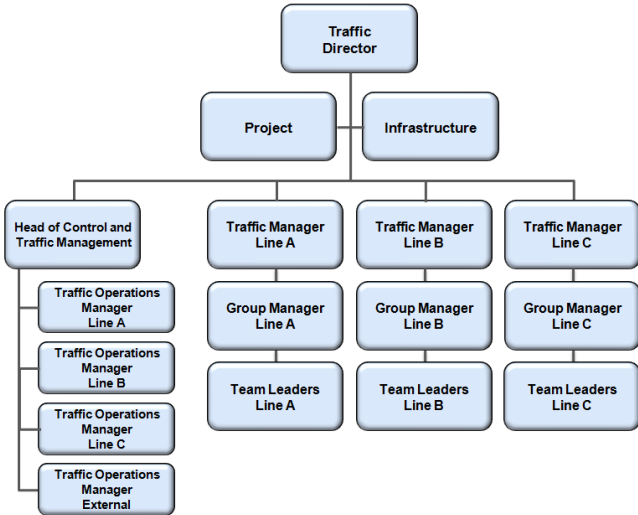 Traffic
Director
Project
Infrastructure
Head of Control and
Traffic Management
Traffic Manager
Line A
Traffic Manager
Line B
Traffic Manager
Line C
Traffic Operations
Manager
Line A
Group Manager
Line A
Group Manager
Line B
Group Manager
Line C
Traffic Operations
Manager
Line B
Team Leaders
Line A
Team Leaders
Line B
Team Leaders
Line C
Traffic Operations
Manager
Line C
Traffic Operations
Manager
External